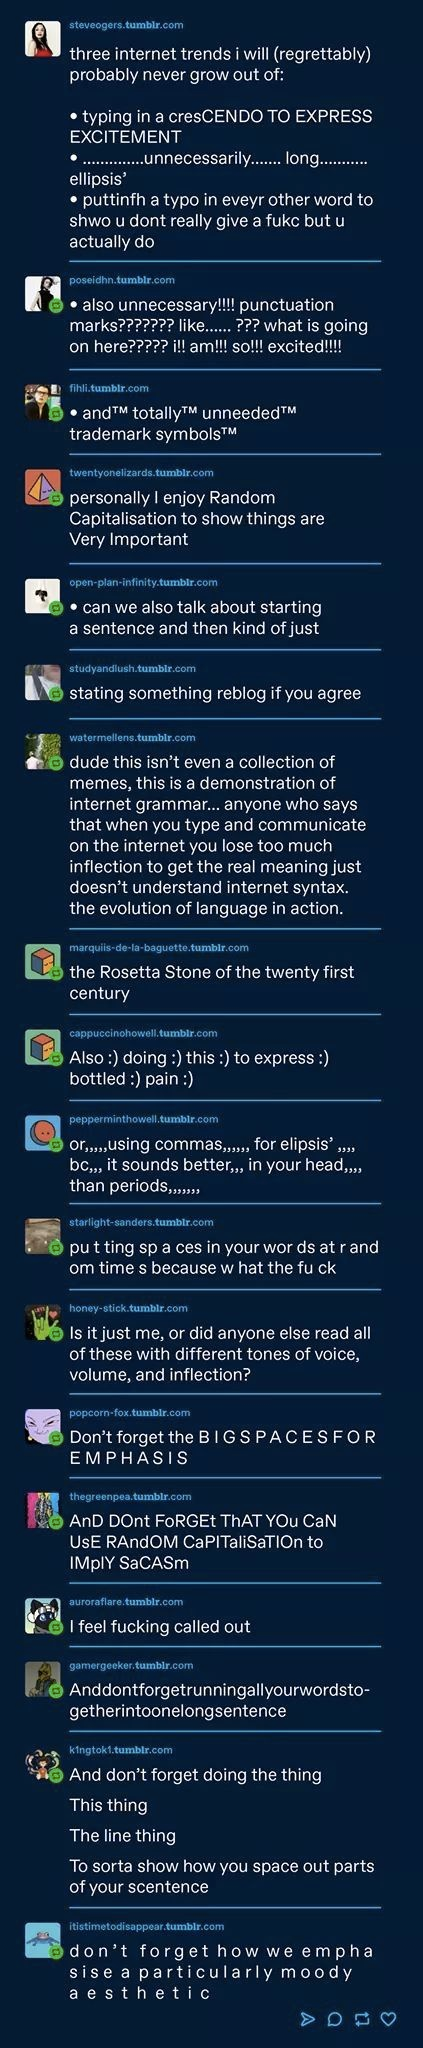 steveogers.tumblr.com
three internet trends i will (regrettably)
probably never grow out of:
• typing in a cresCENDO TO EXPRESS
EXCITEMENT
• ..............unnecessarily....... long...........
ellipsis’
• puttinfh a typo in eveyr other word to
shwo u dont really give a fukc but u
actually do
poseidhn.tumblr.com
• also unnecessary!!!! punctuation
marks??????? like...... ??? what is going
on here????? i!! am!!! so!!! excited!!!!
fihli.tumblr.com
• and™ totally™ unneeded™
trademark symbols™
twentyonelizards.tumblr.com
personally I enjoy Random
Capitalisation to show things are
Very Important
open-plan-infinity.tumblr.com
• can we also talk about starting
a sentence and then kind of just
studyandlush.tumblr.com
stating something reblog if you agree
watermellens.tumblr.com
dude this isn’t even a collection of
memes, this is a demonstration of
internet grammar... anyone who says
that when you type and communicate
on the internet you lose too much
inflection to get the real meaning just
doesn’t understand internet syntax.
the evolution of language in action.
marquiis-de-la-baguette.tumblr.com
the Rosetta Stone of the twenty first
century
cappuccinohowell.tumblr.com
Also :) doing :) this :) to express :)
bottled :) pain :)
pepperminthowell.tumblr.com
or,,,,,using commas,,,,,, for elipsis’ ,,,,
bc,,, it sounds better,,, in your head,,,,
than periods,,,,,,,
starlight-sanders.tumblr.com
pu t ting sp a ces in your wor ds at r and
om time s because w hat the fu ck
honey-stick.tumblr.com
Is it just me, or did anyone else read all
of these with different tones of voice,
volume, and inflection?
popcorn-fox.tumblr.com
Don’t forget the B I G S P A C E S F O R
E M P H A S I S
thegreenpea.tumblr.com
AnD DOnt FoRGEt ThAT YOu CaN
UsE RAndOM CaPITaliSaTIOn to
IMplY SaCASm
auroraflare.tumblr.com
I feel fucking called out
gamergeeker.tumblr.com
Anddontforgetrunningallyourwordsto-
getherintoonelongsentence
k1ngtok1.tumblr.com
And don’t forget doing the thing
This thing
The line thing
To sorta show how you space out parts
of your scentence
itistimetodisappear.tumblr.com
d o n ’ t f o r g e t h o w w e e m p h a
s i s e a p a r t i c u l a r l y m o o d y
a e s t h e t i c